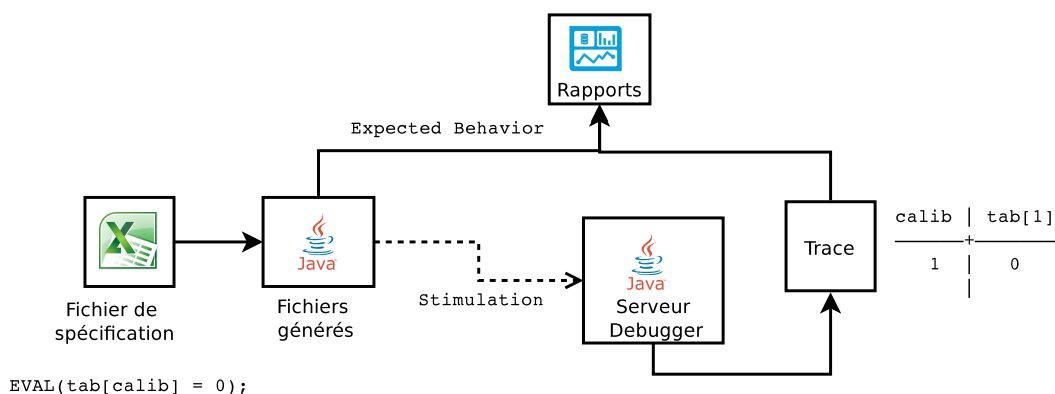 Rapports
Expected Behavior
calib | tab[1]
1 | 0
Java
Java
Trace
Stimulation
Fichier de
spécification
Fichiers
générés
Serveur
Debugger
EVAL(tab[calib] = 0);